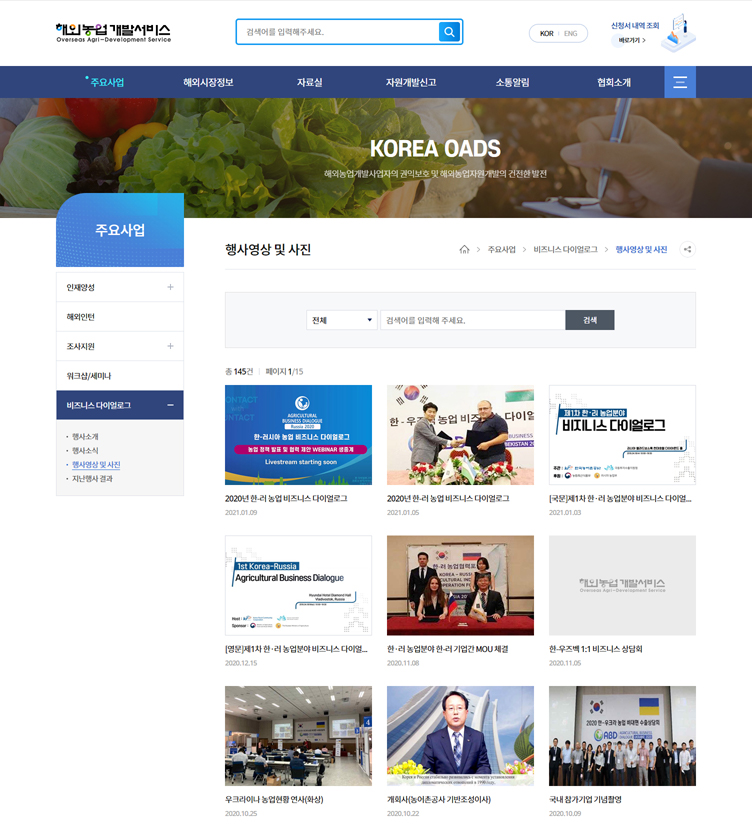 해외농업개발서비스
Overseas Agri-Development Service
검색어를 입력해주세요.
KOR | ENG
신청서 내역 조회
바로가기 >
주요사업 해외시장정보 자료실 자원개발신고 소통알림 협회소개
KOREA OADS
해외농업개발사업자의 권익보호 및 해외농업자원개발의 건전한 발전
주요사업
인재양성
해외인턴
조사지원
워크샵/세미나
비즈니스 다이얼로그
행사소개
행사소식
행사영상 및 사진
지난행사 결과
행사영상 및 사진
주요사업 > 비즈니스 다이얼로그 > 행사영상 및 사진
전체 검색어를 입력해 주세요. 검색
총 145건 | 페이지 1/15
AGRICULTURAL
BUSINESS DIALOGUE
Russia 2020
한-러시아 농업 비즈니스 다이얼로그
농업 정책 발표 및 협력 제안 WEBINAR 생중계
Livestream starting soon
2020년 한-러 농업 비즈니스 다이얼로그
2021.01.09
2020년 한-러 농업 비즈니스 다이얼로그
2021.01.05
제1차 한·러 농업분야
비지니스 다이얼로그
[국문]제1차 한·러 농업분야 비즈니스 다이얼...
2021.01.03
1st Korea-Russia
Agricultural Business Dialogue
Hyundai Hotel Diamond Hall
Vladivostok, Russia
Host :
Sponsor :
[영문]제1차 한·러 농업분야 비즈니스 다이얼...
2020.12.15
한·러 농업협력포
KOREA - RUSSIA
한·러 농업분야 한-러 기업간 MOU 체결
2020.11.08
해외농업개발서비스
Overseas Agri-Development Service
한-우즈벡 1:1 비즈니스 상담회
2020.11.05
4
우크라이나 농업현황 연사(화상)
2020.10.25
개회사(농어촌공사 기반조성이사)
2020.10.22
2020 한-우크라 농업 비대면 수출상담회
ABD
국내 참가기업 기념촬영
2020.10.09